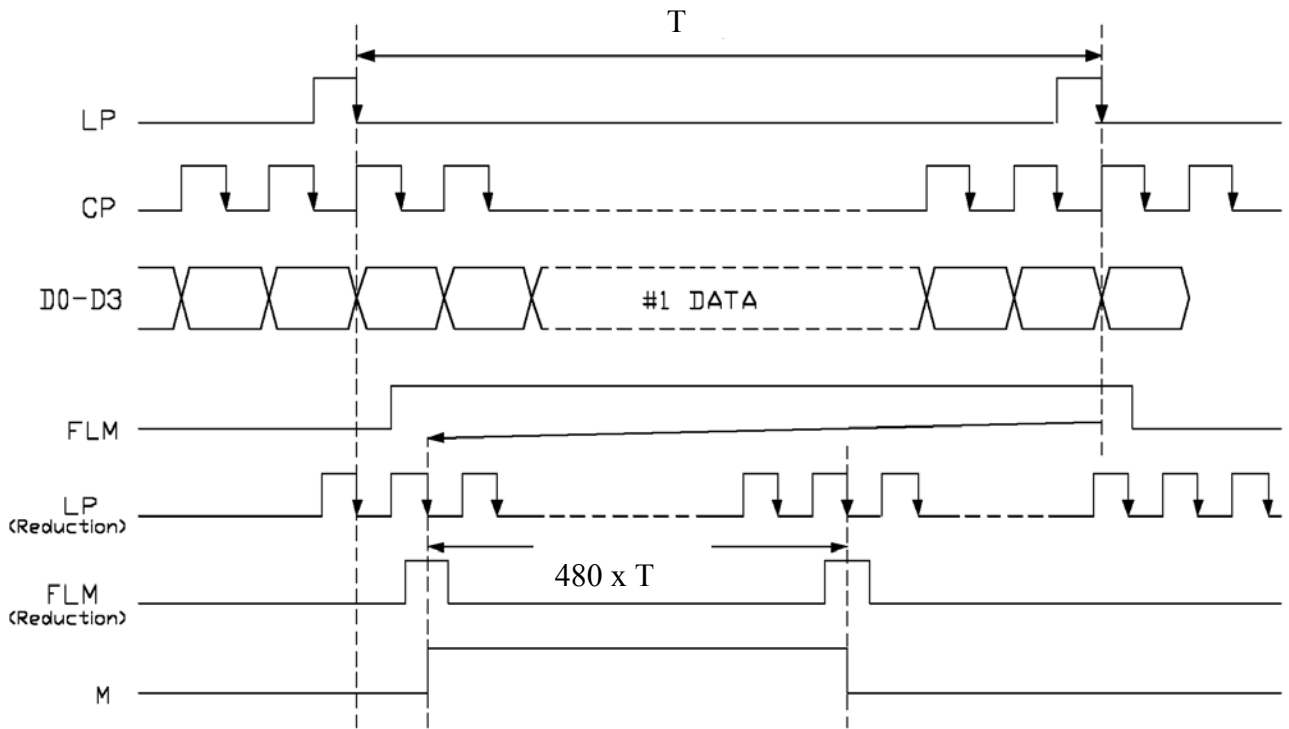 T
LP
CP
D0-D3
#1 DATA
FLM
LP
(Reduction)
480 x T
FLM
(Reduction)
M